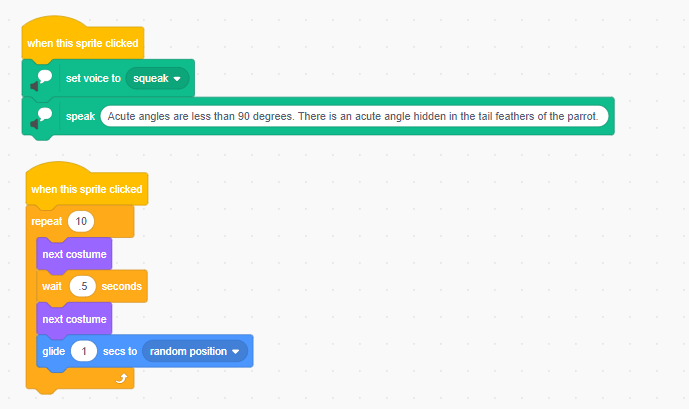 when this sprite clicked
set voice to squeak
speak Acute angles are less than 90 degrees. There is an acute angle hidden in the tail feathers of the parrot.
when this sprite clicked
repeat 10
next costume
wait .5 seconds
next costume
glide 1 secs to random position